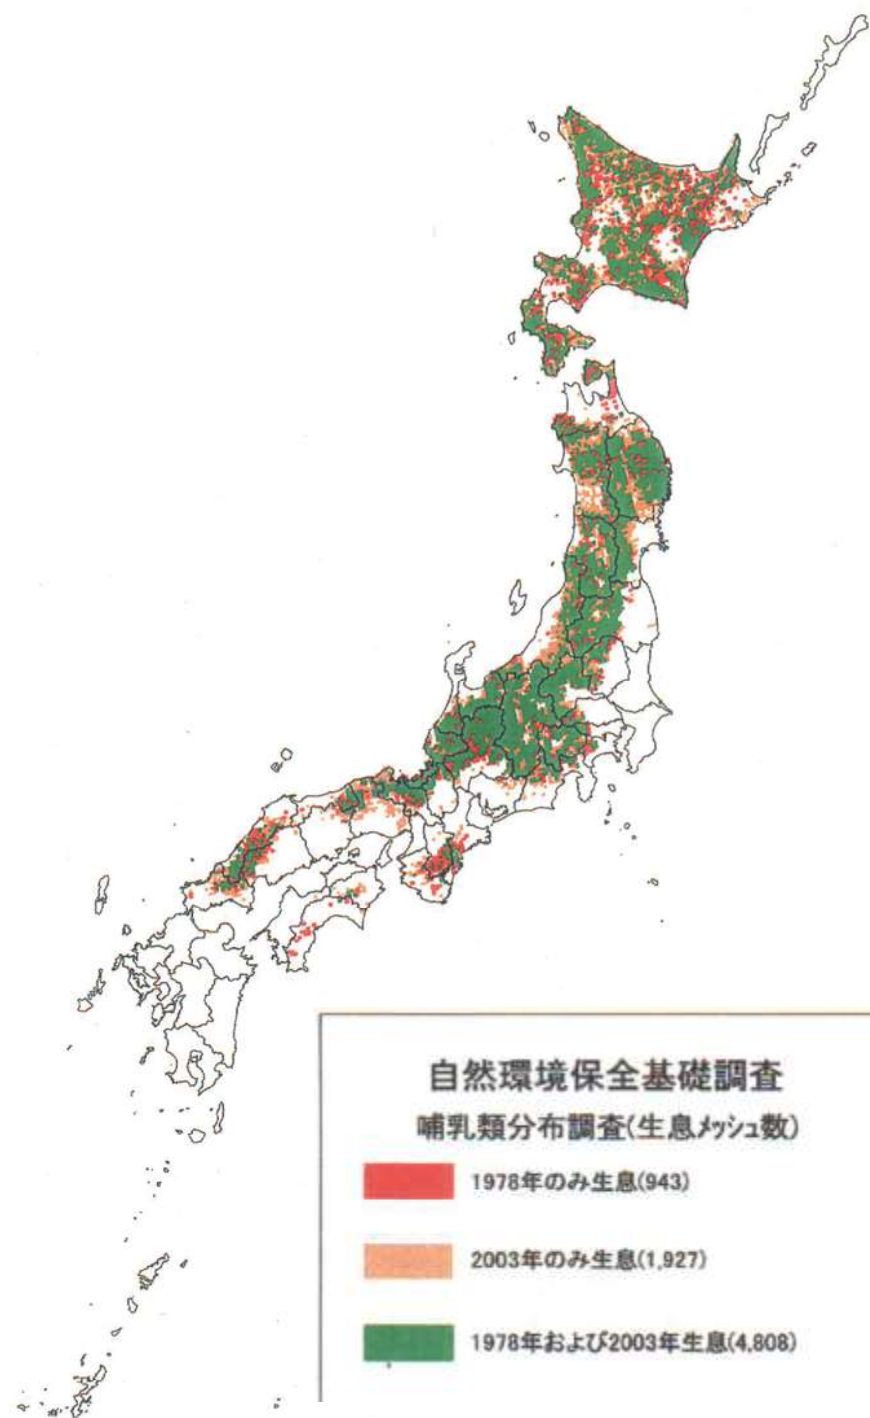 自然環境保全基礎調査
哺乳類分布調査(生息メッシュ数)
1978年のみ生息(943)
2003年のみ生息(1,927)
1978年および2003年生息(4,808)